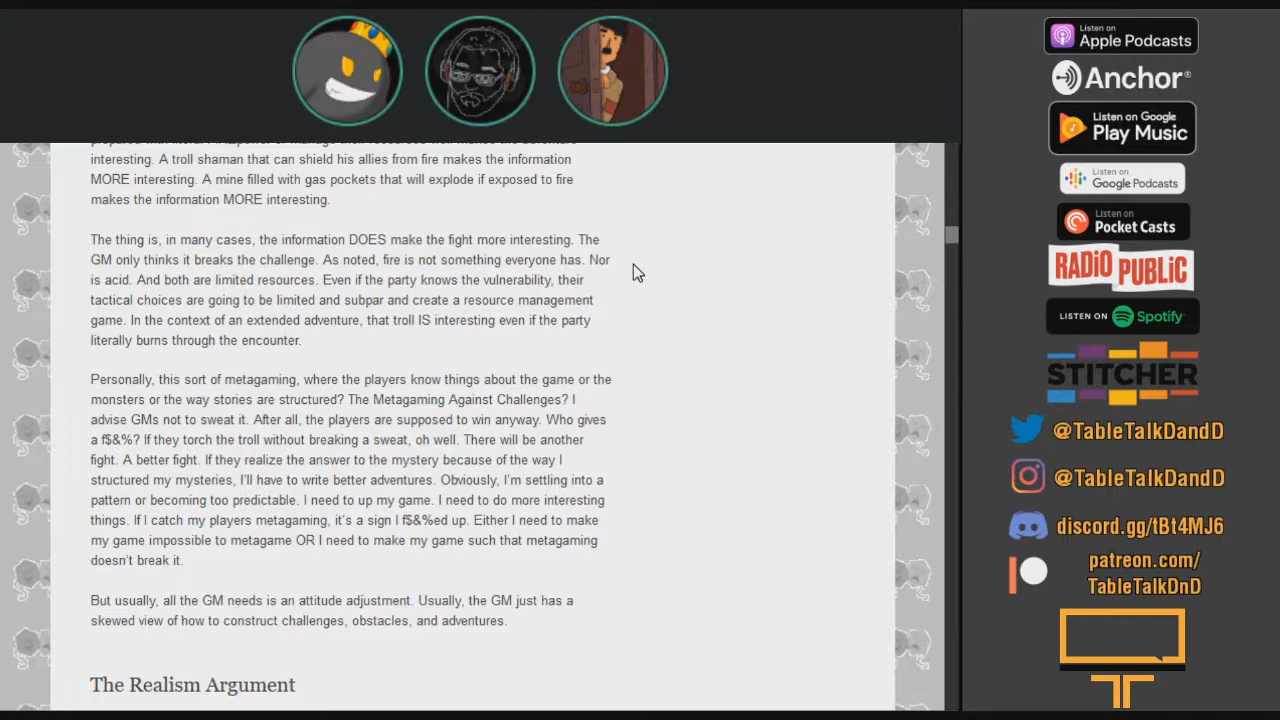 interesting. A troll shaman that can shield his allies from fire makes the information
MORE interesting. A mine filled with gas pockets that will explode if exposed to fire
makes the information MORE interesting.
The thing is, in many cases, the information DOES make the fight more interesting. The
GM only thinks it breaks the challenge. As noted, fire is not something everyone has. Nor
is acid. And both are limited resources. Even if the party knows the vulnerability, their
tactical choices are going to be limited and subpar and create a resource management
game. In the context of an extended adventure, that troll IS interesting even if the party
literally burns through the encounter.
Personally, this sort of metagaming, where the players know things about the game or the
monsters or the way stories are structured? The Metagaming Against Challenges? I
advise GMs not to sweat it. After all, the players are supposed to win anyway. Who gives
a f$&%? If they torch the troll without breaking a sweat, oh well. There will be another
fight. A better fight. If they realize the answer to the mystery because of the way I
structured my mysteries, I'll have to write better adventures. Obviously, I'm settling into a
pattern or becoming too predictable. I need to up my game. I need to do more interesting
things. If I catch my players metagaming, it's a sign I f$&%ed up. Either I need to make
my game impossible to metagame OR I need to make my game such that metagaming
doesn't break it.
But usually, all the GM needs is an attitude adjustment. Usually, the GM just has a
skewed view of how to construct challenges, obstacles, and adventures.
The Realism Argument
Listen on
Apple Podcasts
Anchor®
Listen on Google
Play Music
Listen on
Google Podcasts
Listen on
Pocket Casts
RADIO PUBLIC
LISTEN ON Spotify
STITCHER
@TableTalkDandD
@TableTalkDandD
discord.gg/tBt4MJ6
patreon.com/
TableTalkDnD